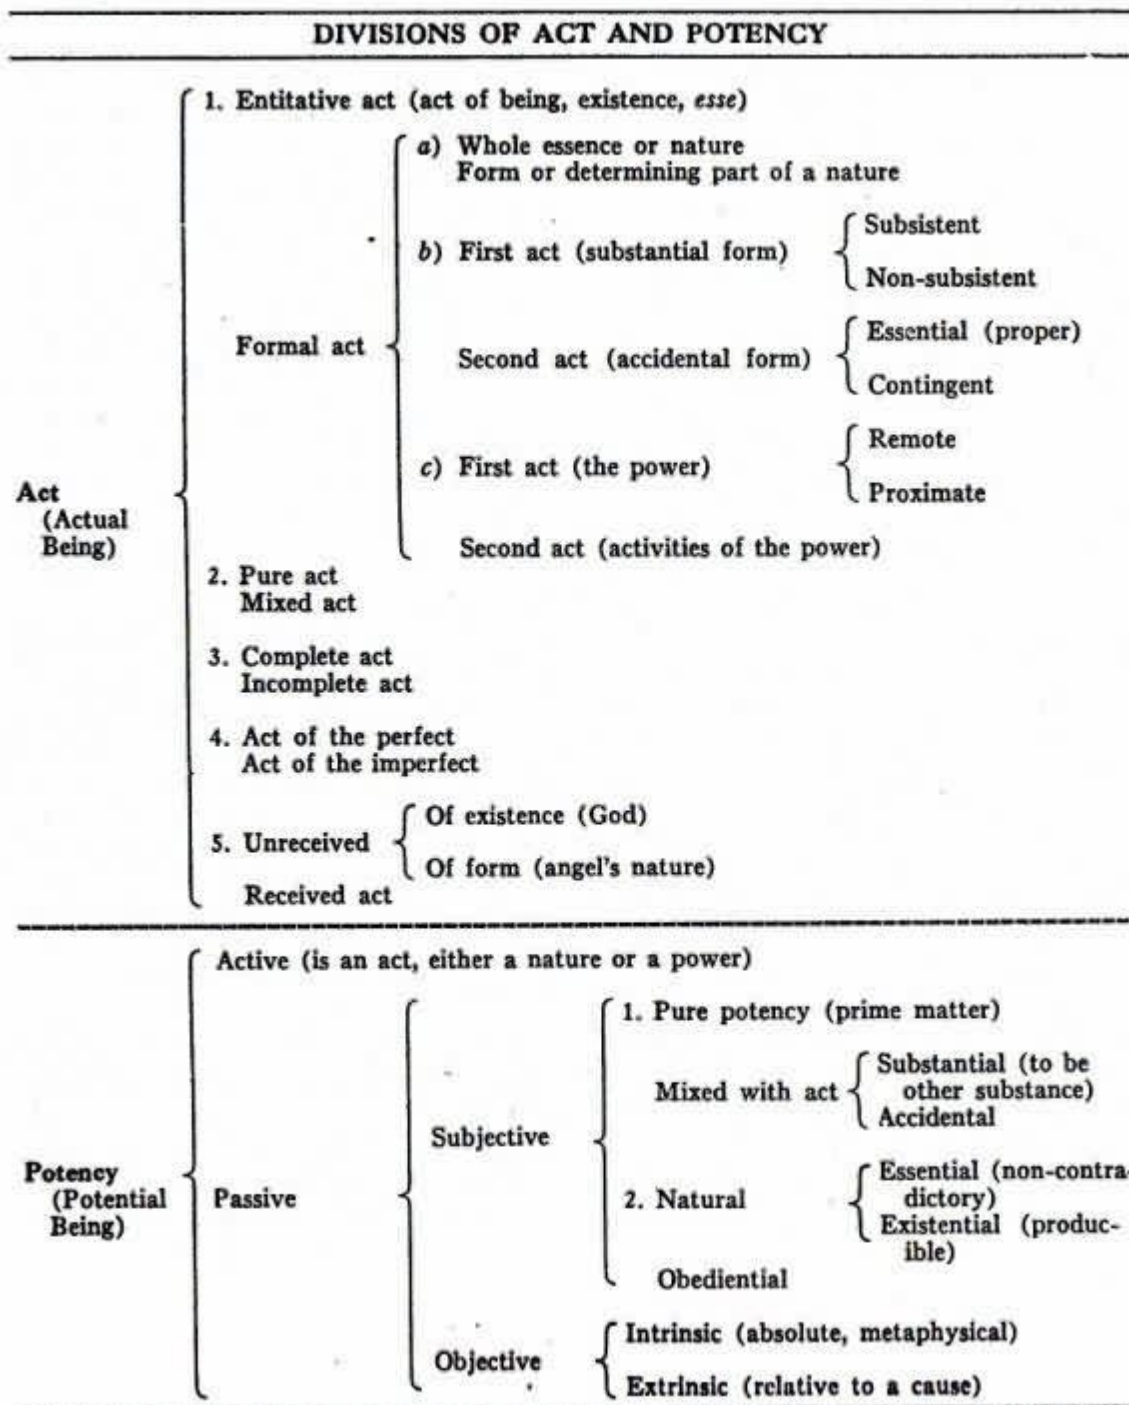 DIVISIONS OF ACT AND POTENCY
1. Entitative act (act of being, existence, esse)
a) Whole essence or nature
Form or determining part of a nature
b) First act (substantial form)
Subsistent
Non-subsistent
Formal act
Second act (accidental form)
Essential (proper)
Contingent
c) First act (the power)
Remote
Proximate
Second act (activities of the power)
Act
(Actual
Being)
2. Pure act
Mixed act
3. Complete act
Incomplete act
4. Act of the perfect
Act of the imperfect
5. Unreceived
Of existence (God)
Of form (angel's nature)
Received act
Active (is an act, either a nature or a power)
1. Pure potency (prime matter)
Mixed with act
Substantial (to be
other substance)
Accidental
Subjective
Potency
(Potential
Being)
Passive
2. Natural
Essential (non-contra-
dictory)
Existential (produc-
ible)
Obediential
Objective
Intrinsic (absolute, metaphysical)
Extrinsic (relative to a cause)